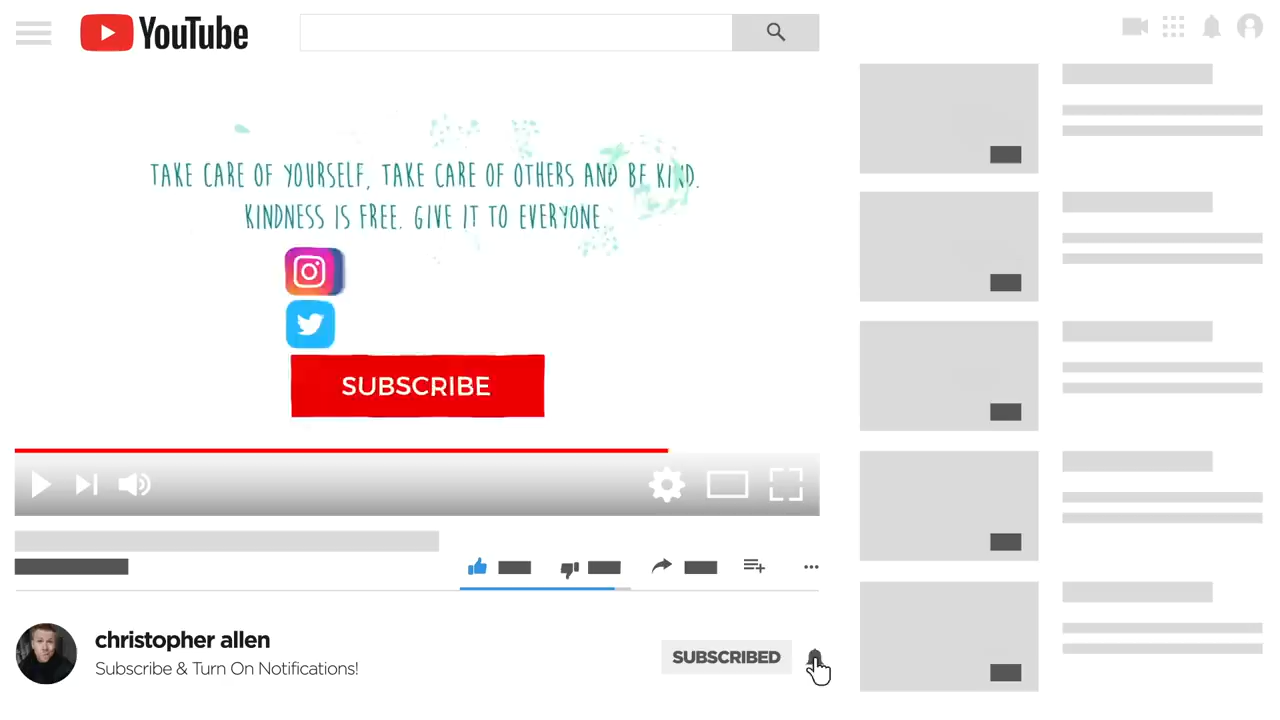 YouTube
TAKE CARE OF YOURSELF, TAKE CARE OF OTHERS AND BE KIND.
KINDNESS IS FREE. GIVE IT TO EVERYONE.
SUBSCRIBE
christopher allen
Subscribe & Turn On Notifications!
SUBSCRIBED